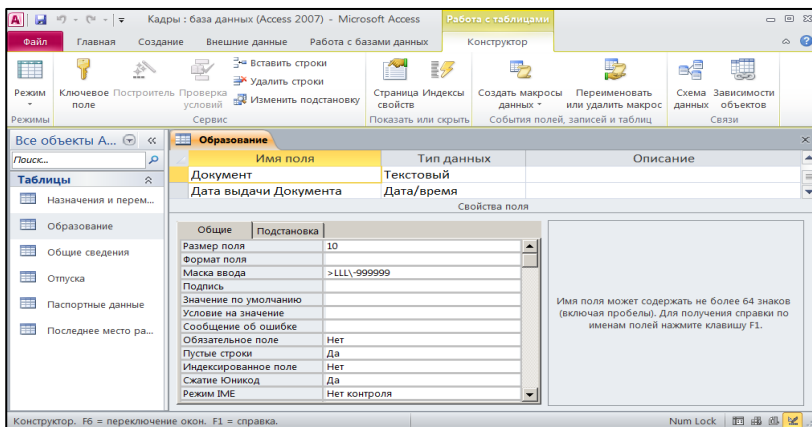 Кадры : база данных (Access 2007) - Microsoft Access
Работа с таблицами
Файл Главная Создание Внешние данные Работа с базами данных Конструктор
Режим
Ключевое поле
Построитель
Проверка условий
Вставить строки
Удалить строки
Изменить подстановку
Страница свойств
Индексы
Создать макросы данных
Переименовать или удалить макрос
Схема данных
Зависимости объектов
Режимы Сервис Показать или скрыть События полей, записей и таблиц Связи
Все объекты A...
Поиск...
Таблицы
Назначения и перем...
Образование
Общие сведения
Отпуска
Паспортные данные
Последнее место ра...
Образование
Имя поля Тип данных Описание
Документ Текстовый
Дата выдачи Документа Дата/время
Свойства поля
Общие Подстановка
Размер поля 10
Формат поля
Маска ввода >LLL\-999999
Подпись
Значение по умолчанию
Условие на значение
Сообщение об ошибке
Обязательное поле Нет
Пустые строки Да
Индексированное поле Нет
Сжатие Юникод Да
Режим IME Нет контроля
Имя поля может содержать не более 64 знаков
(включая пробелы). Для получения справки по
именам полей нажмите клавишу F1.
Конструктор. F6 = переключение окон. F1 = справка. Num Lock